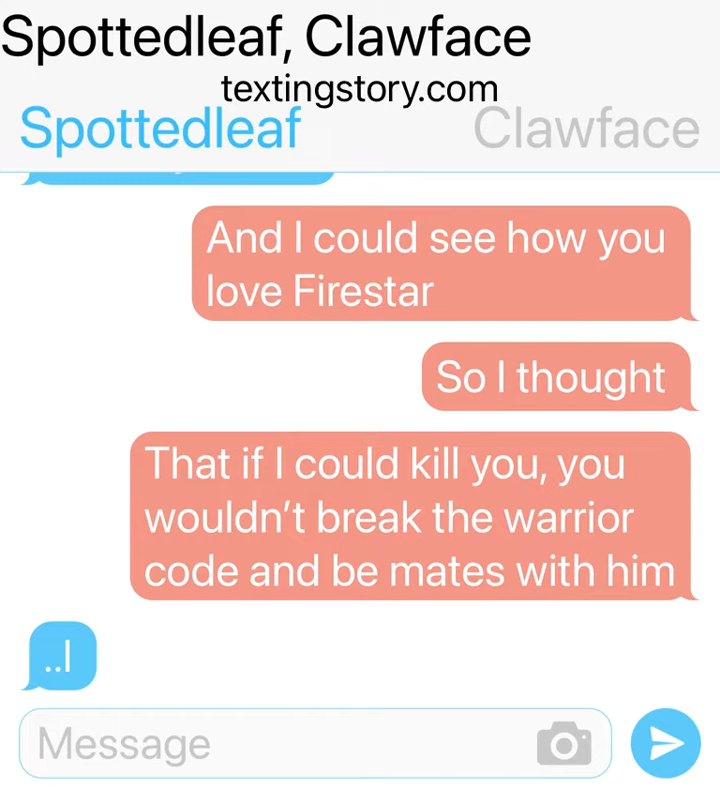 Spottedleaf, Clawface
textingstory.com
Spottedleaf Clawface
And I could see how you
love Firestar
So I thought
That if I could kill you, you
wouldn’t break the warrior
code and be mates with him
..I
Message